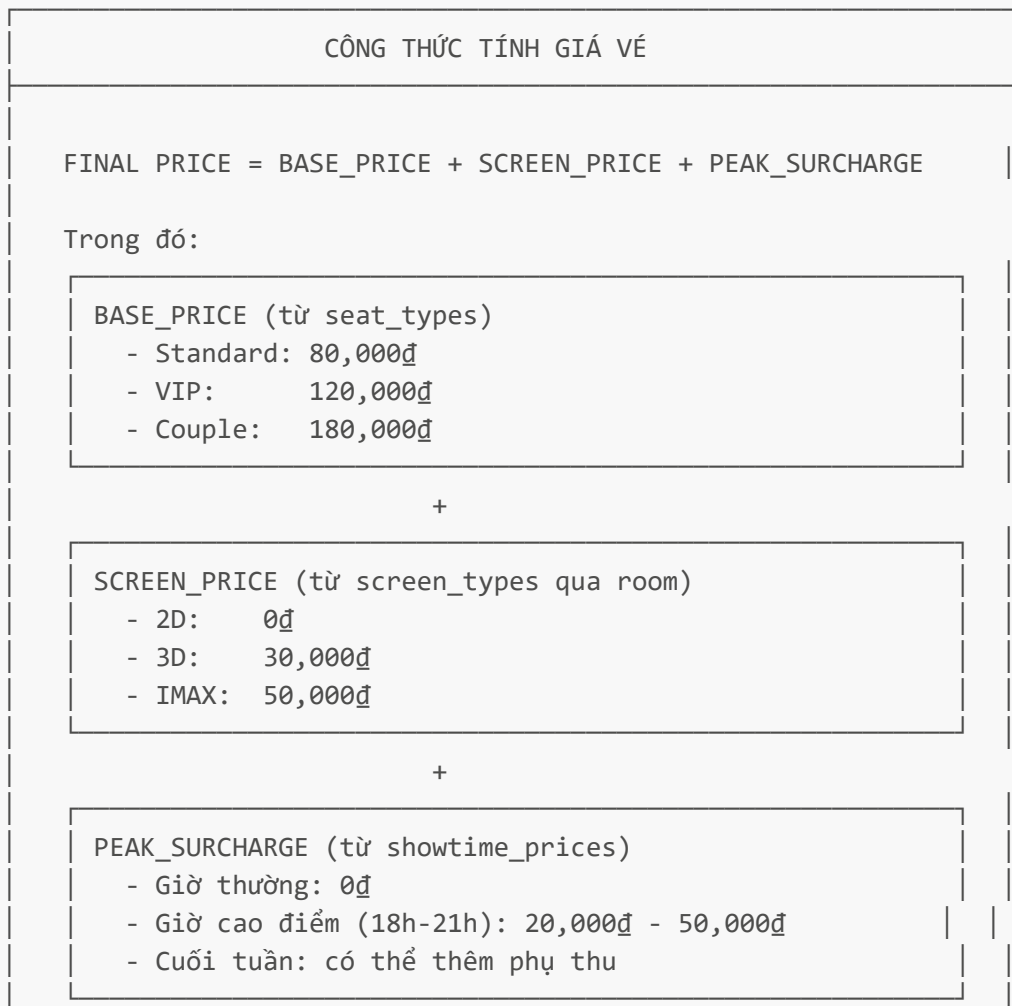 CÔNG THỨC TÍNH GIÁ VÉ
FINAL PRICE = BASE_PRICE + SCREEN_PRICE + PEAK_SURCHARGE
Trong đó:
BASE_PRICE (từ seat_types)
- Standard: 80,000₫
- VIP: 120,000₫
- Couple: 180,000₫
+
SCREEN_PRICE (từ screen_types qua room)
- 2D: 0₫
- 3D: 30,000₫
- IMAX: 50,000₫
+
PEAK_SURCHARGE (từ showtime_prices)
- Giờ thường: 0₫
- Giờ cao điểm (18h-21h): 20,000₫ - 50,000₫
- Cuối tuần: có thể thêm phụ thu